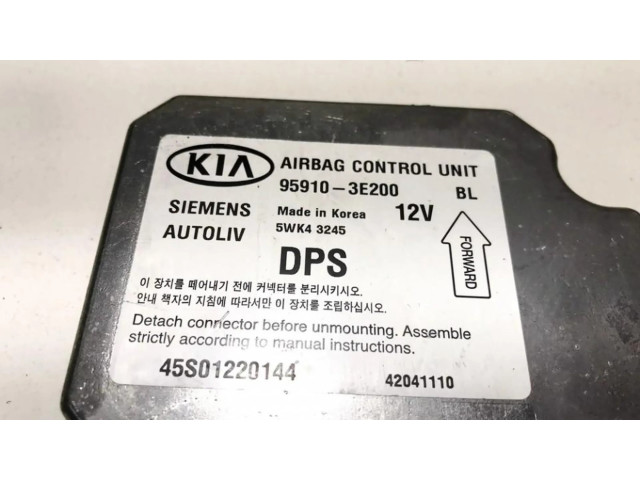 KIA AIRBAG CONTROL UNIT
95910-3E200 BL
SIEMENS Made in Korea 12V
AUTOLIV 5WK4 3245
DPS
FORWARD
이 장치를 떼어내기 전에 커넥터를 분리시키시오.
안내 책자의 지침에 따라서만 이 장치를 조립하십시오.
Detach connector before unmounting. Assemble
strictly according to manual instructions.
45S01220144 42041110